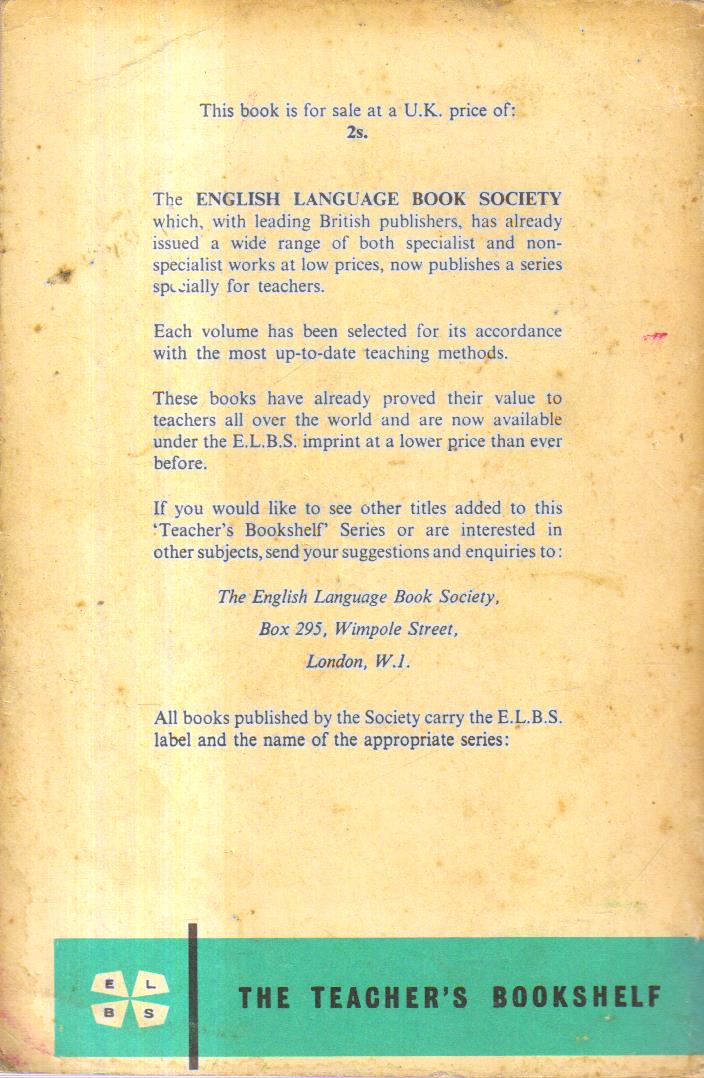 This book is for sale at a U.K. price of:
2s.
The ENGLISH LANGUAGE BOOK SOCIETY
which, with leading British publishers, has already
issued a wide range of both specialist and non-
specialist works at low prices, now publishes a series
specially for teachers.
Each volume has been selected for its accordance
with the most up-to-date teaching methods.
These books have already proved their value to
teachers all over the world and are now available
under the E.L.B.S. imprint at a lower price than ever
before.
If you would like to see other titles added to this
'Teacher's Bookshelf' Series or are interested in
other subjects, send your suggestions and enquiries to:
The English Language Book Society,
Box 295, Wimpole Street,
London, W.1.
All books published by the Society carry the E.L.B.S.
label and the name of the appropriate series:
E L
B S
THE TEACHER'S BOOKSHELF